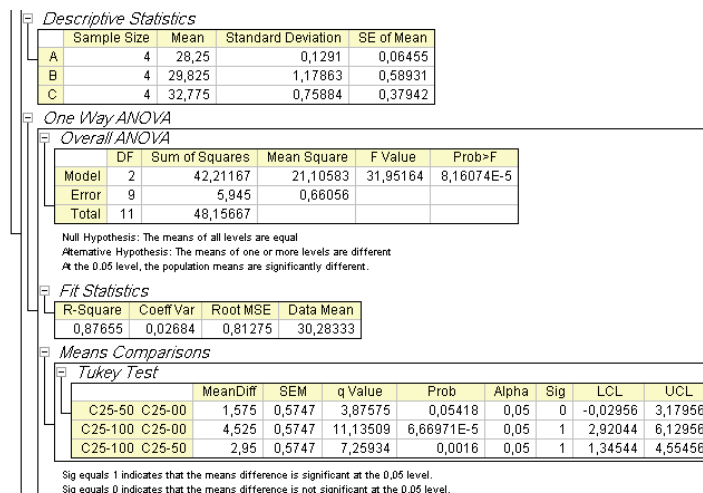 Descriptive Statistics
Sample Size Mean Standard Deviation SE of Mean
A 4 28,25 0,1291 0,06455
B 4 29,825 1,17863 0,58931
C 4 32,775 0,75884 0,37942
One Way ANOVA
Overall ANOVA
DF Sum of Squares Mean Square F Value Prob>F
Model 2 42,21167 21,10583 31,95164 8,16074E-5
Error 9 5,945 0,66056
Total 11 48,15667
Null Hypothesis: The means of all levels are equal
Alternative Hypothesis: The means of one or more levels are different
At the 0.05 level, the population means are significantly different.
Fit Statistics
R-Square Coeff Var Root MSE Data Mean
0,87655 0,02684 0,81275 30,28333
Means Comparisons
Tukey Test
MeanDiff SEM q Value Prob Alpha Sig LCL UCL
C25-50 C25-00 1,575 0,5747 3,87575 0,05418 0,05 0 -0,02956 3,17956
C25-100 C25-00 4,525 0,5747 11,13509 6,66971E-5 0,05 1 2,92044 6,12956
C25-100 C25-50 2,95 0,5747 7,25934 0,0016 0,05 1 1,34544 4,55456
Sig equals 1 indicates that the means difference is significant at the 0,05 level.
Sig equals 0 indicates that the means difference is not significant at the 0,05 level.